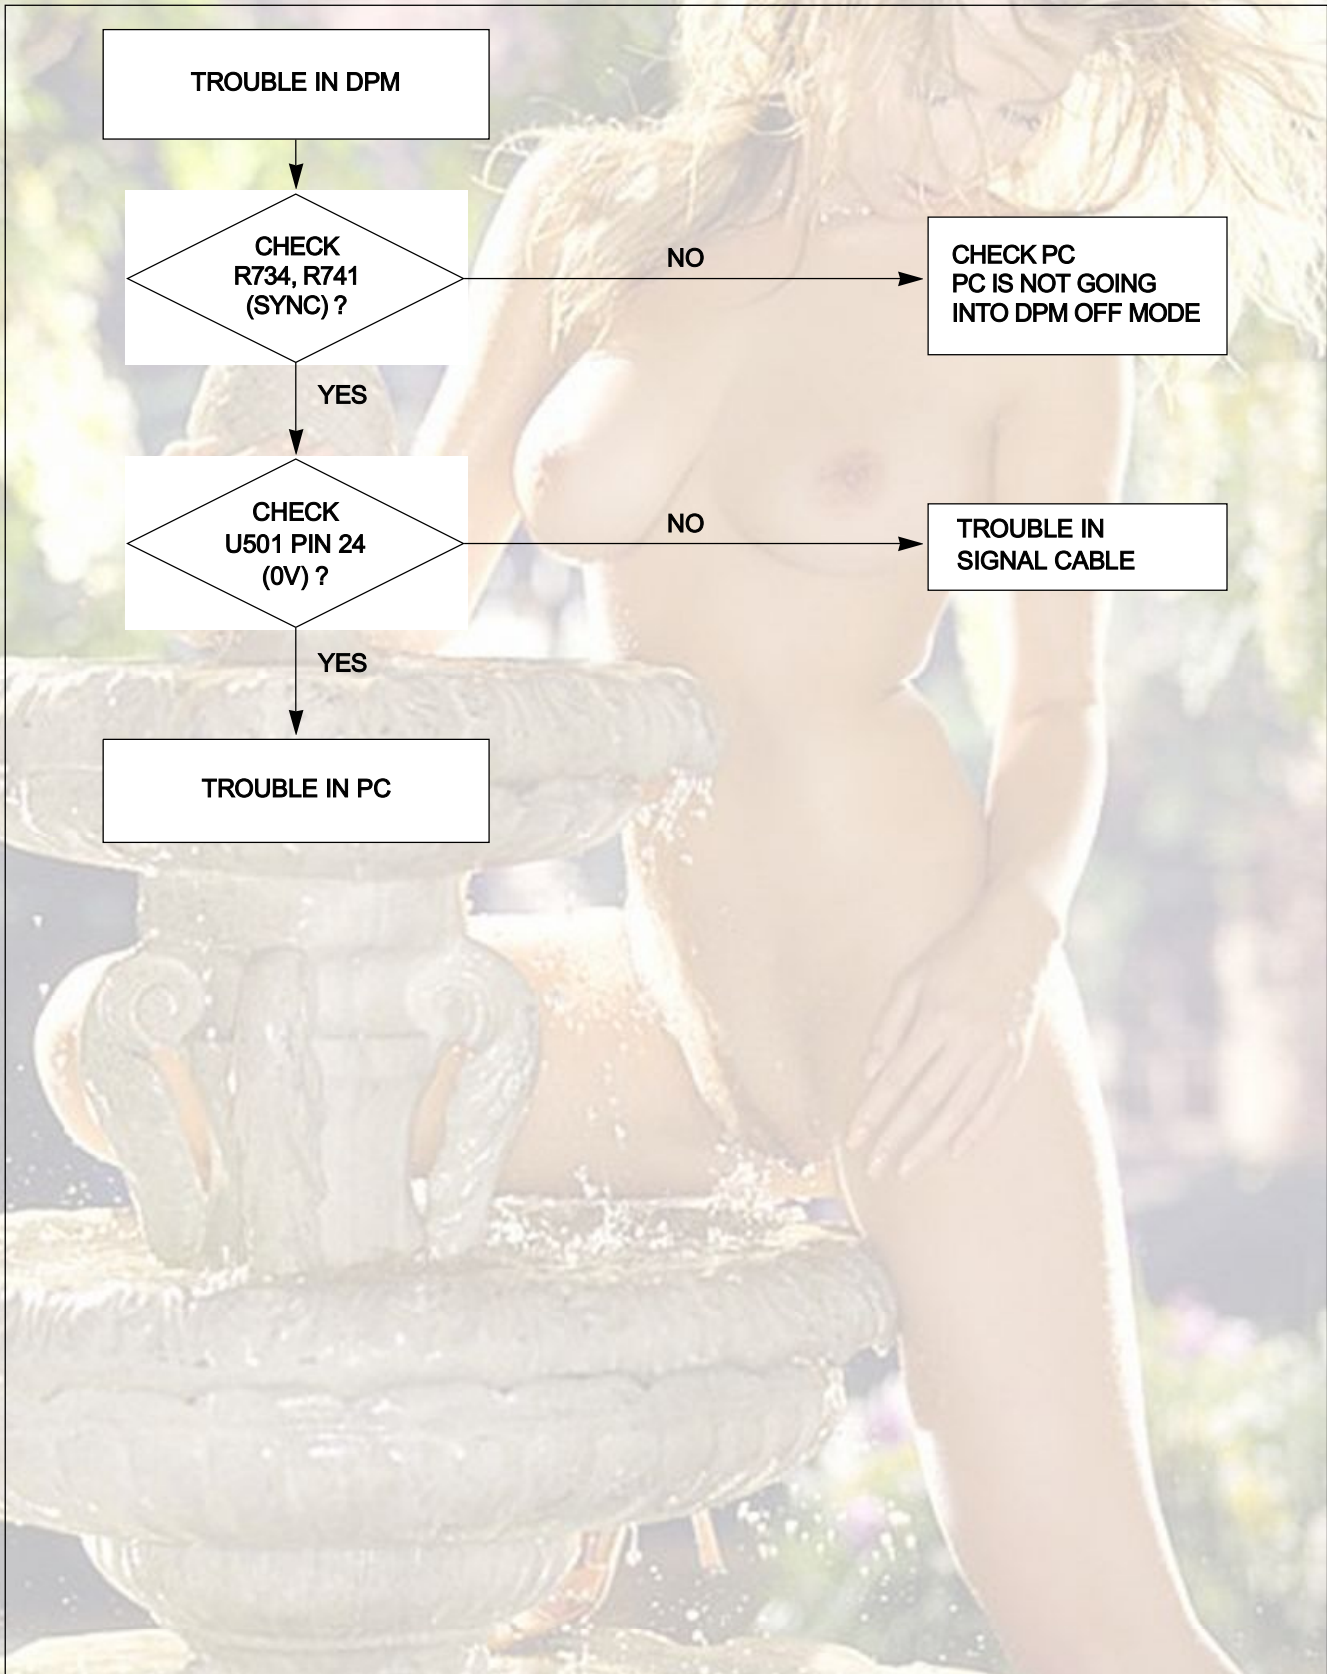 TROUBLE IN DPM
CHECK
R734, R741
(SYNC) ?
NO
CHECK PC
PC IS NOT GOING
INTO DPM OFF MODE
YES
CHECK
U501 PIN 24
(0V) ?
NO
TROUBLE IN
SIGNAL CABLE
YES
TROUBLE IN PC